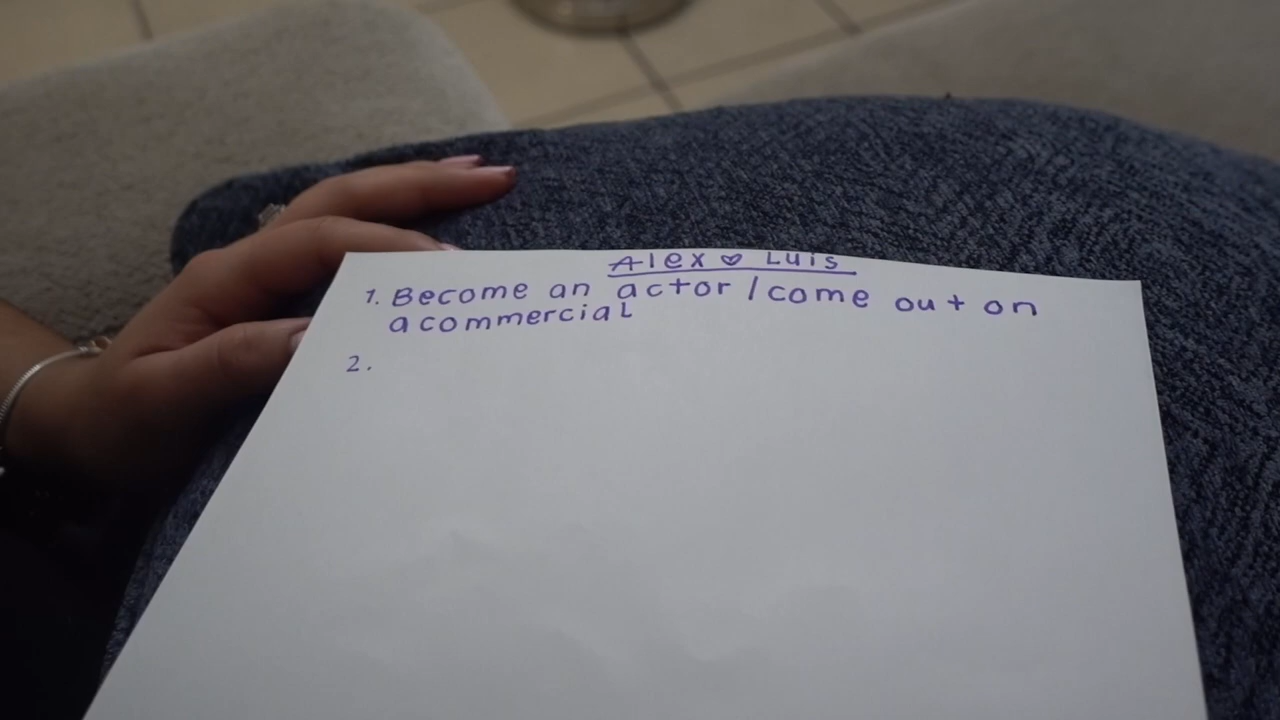 Alex ♡ Luis
1. Become an actor / come out on
a commercial
2.